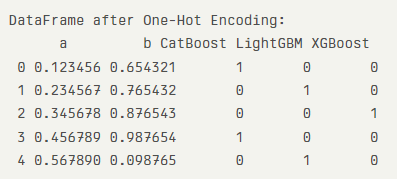 DataFrame after One-Hot Encoding:
a b CatBoost LightGBM XGBoost
0 0.123456 0.654321 1 0 0
1 0.234567 0.765432 0 1 0
2 0.345678 0.876543 0 0 1
3 0.456789 0.987654 1 0 0
4 0.567890 0.098765 0 1 0